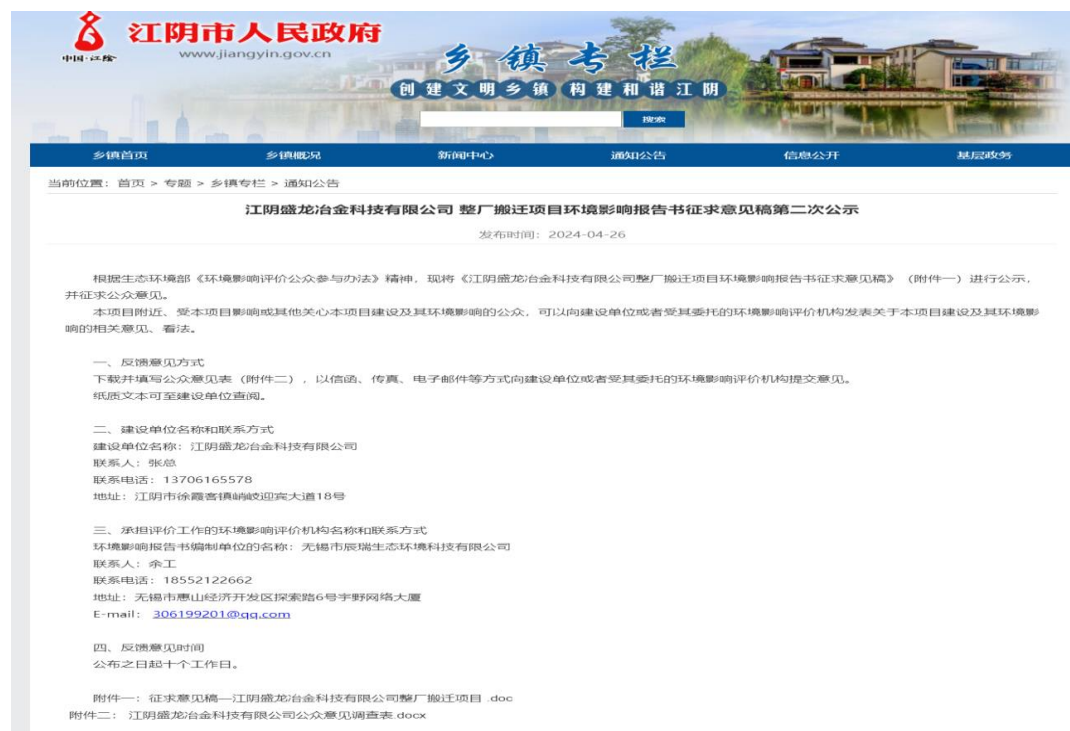 江阴市人民政府
中国·江阴
www.jiangyin.gov.cn
乡镇专栏
创建文明乡镇 构建和谐江阴
搜索
乡镇首页 乡镇概况 新闻中心 通知公告 信息公开 基层政务
当前位置：首页 > 专题 > 乡镇专栏 > 通知公告
江阴盛龙冶金科技有限公司 整厂搬迁项目环境影响报告书征求意见稿第二次公示
发布时间：2024-04-26
根据生态环境部《环境影响评价公众参与办法》精神，现将《江阴盛龙冶金科技有限公司整厂搬迁项目环境影响报告书征求意见稿》（附件一）进行公示，
并征求公众意见。
本项目附近、受本项目影响或其他关心本项目建设及其环境影响的公众，可以向建设单位或者受其委托的环境影响评价机构发表关于本项目建设及其环境影
响的相关意见、看法。
一、反馈意见方式
下载并填写公众意见表（附件二），以信函、传真、电子邮件等方式向建设单位或者受其委托的环境影响评价机构提交意见。
纸质文本可至建设单位查阅。
二、建设单位名称和联系方式
建设单位名称：江阴盛龙冶金科技有限公司
联系人：张总
联系电话：13706165578
地址：江阴市徐霞客镇峭岐迎宾大道18号
三、承担评价工作的环境影响评价机构名称和联系方式
环境影响报告书编制单位的名称：无锡市辰瑞生态环境科技有限公司
联系人：余工
联系电话：18552122662
地址：无锡市惠山经济开发区探索路6号宇野网络大厦
E-mail： 306199201@qq.com
四、反馈意见时间
公布之日起十个工作日。
附件一：征求意见稿—江阴盛龙冶金科技有限公司整厂搬迁项目 .doc
附件二： 江阴盛龙冶金科技有限公司公众意见调查表.docx